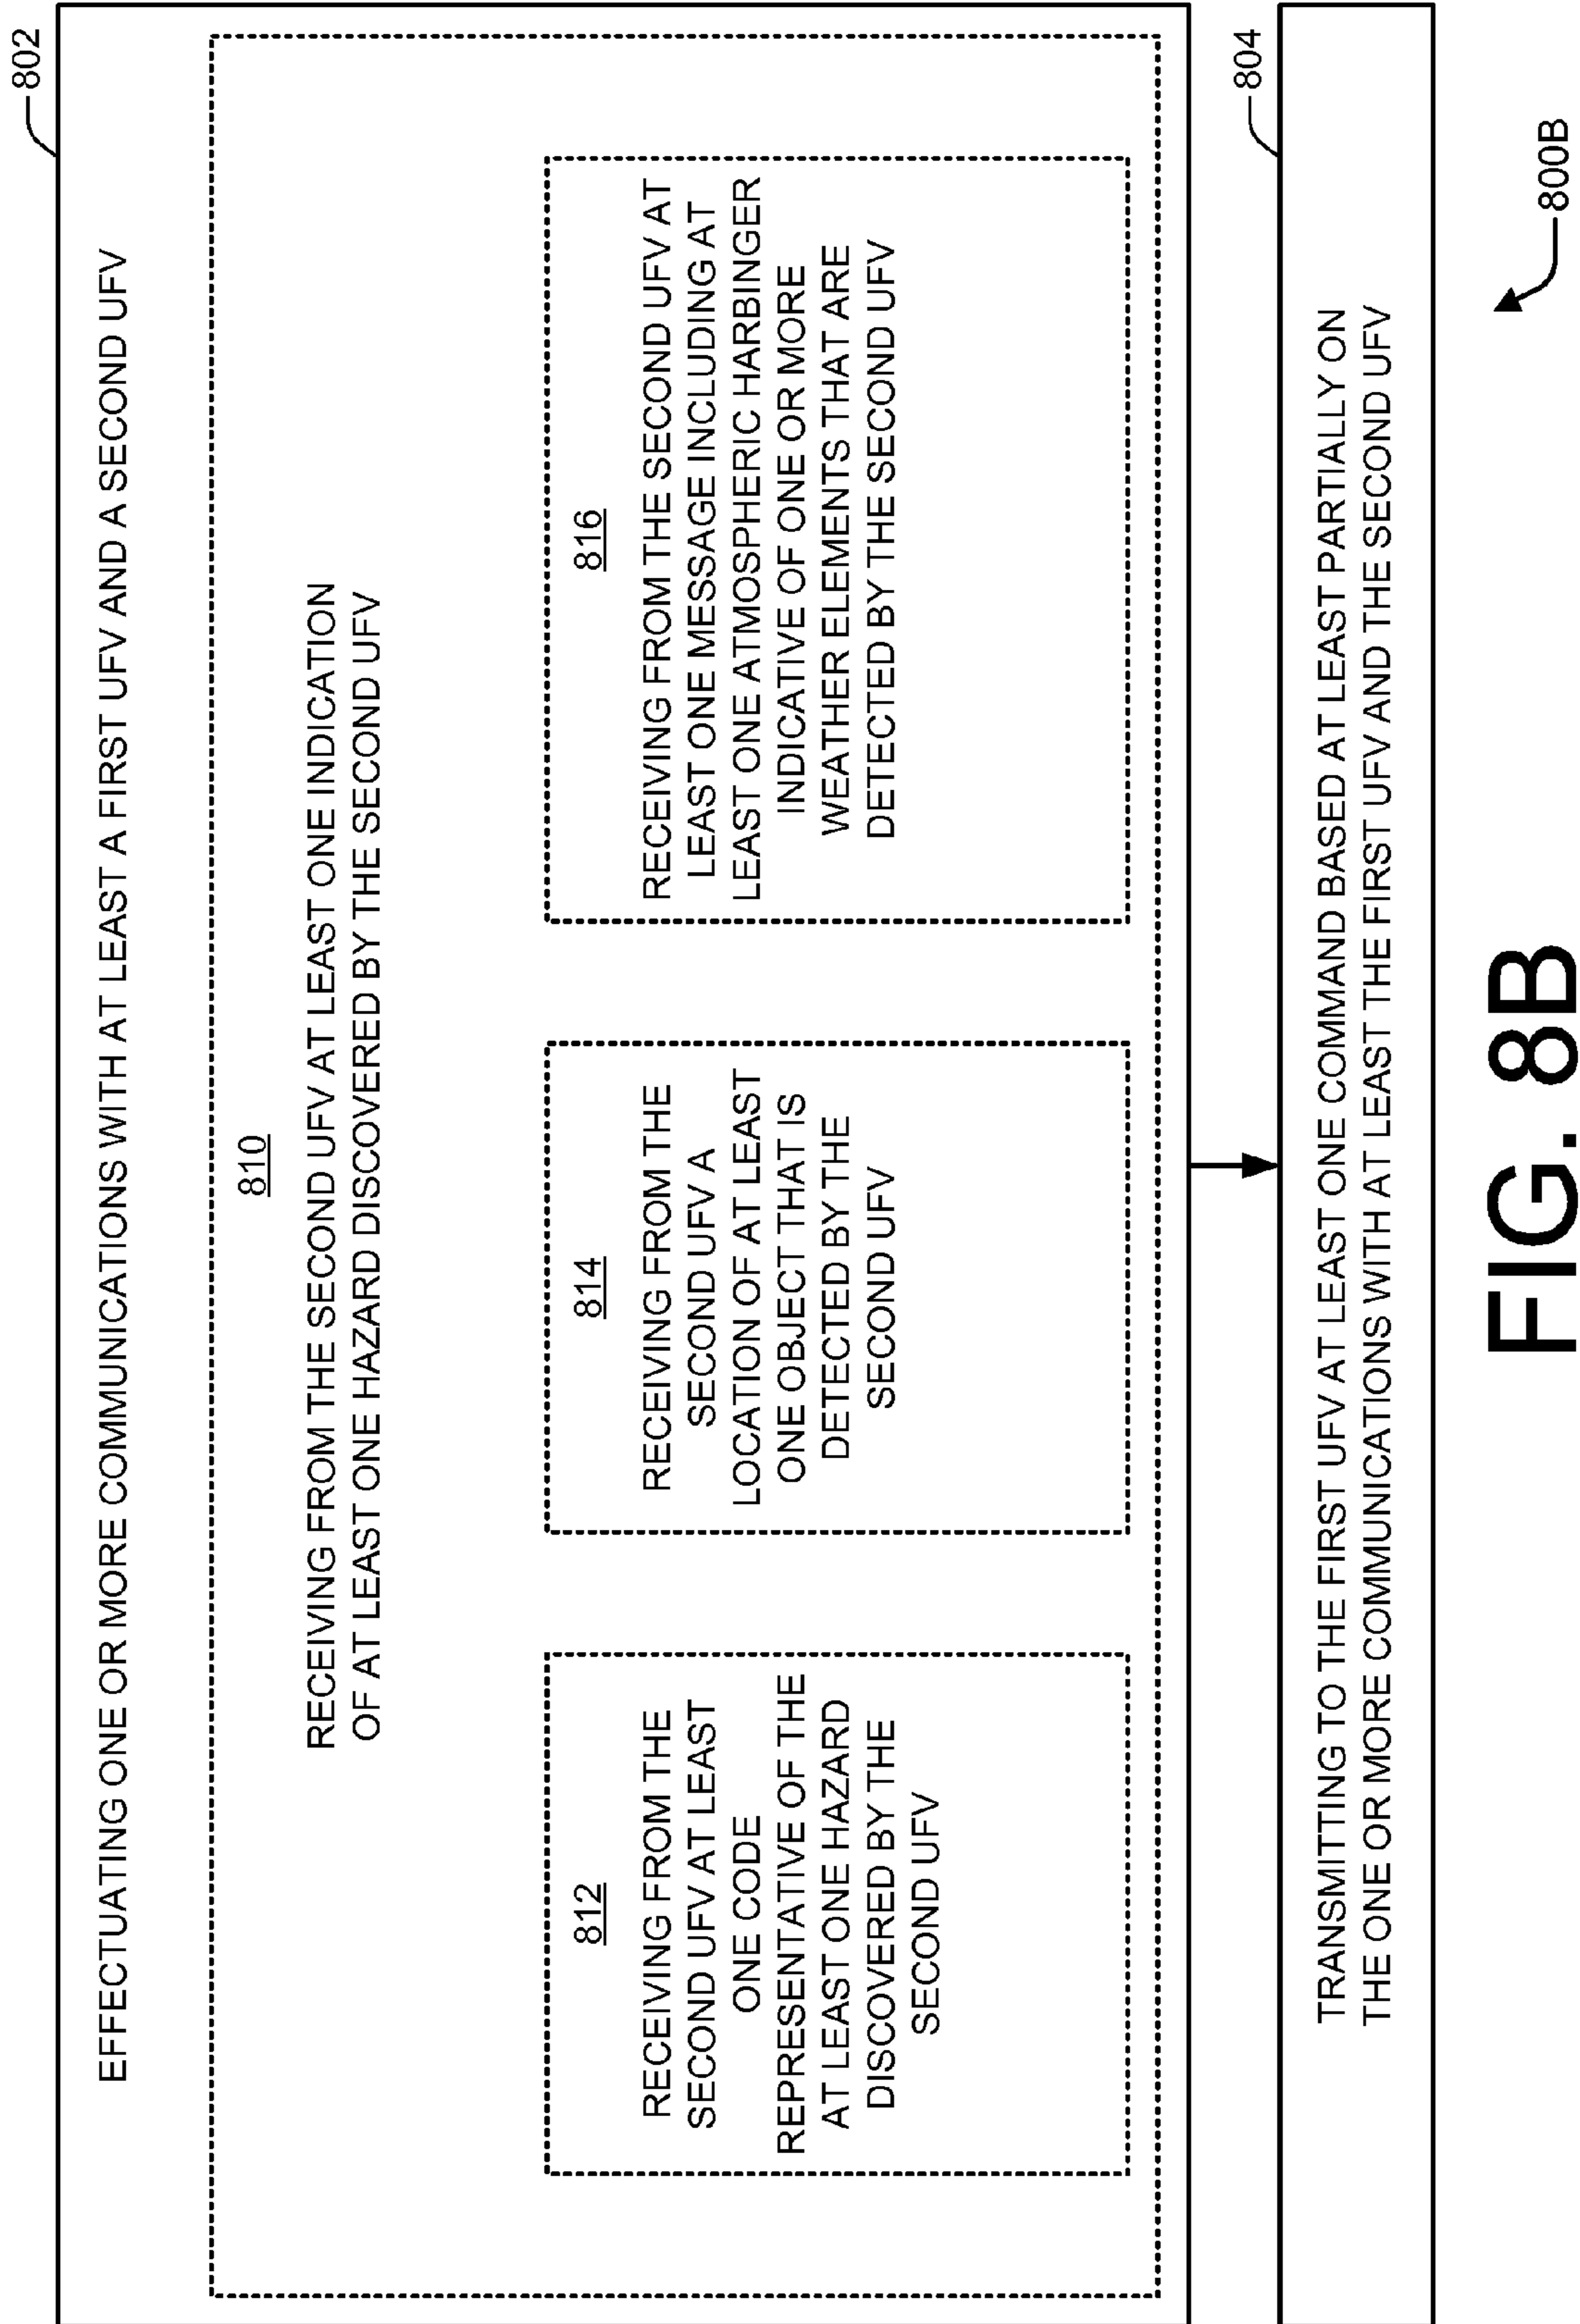 802
EFFECTUATING ONE OR MORE COMMUNICATIONS WITH AT LEAST A FIRST UFV AND A SECOND UFV
810
RECEIVING FROM THE SECOND UFV AT LEAST ONE INDICATION
OF AT LEAST ONE HAZARD DISCOVERED BY THE SECOND UFV
812
RECEIVING FROM THE
SECOND UFV AT LEAST
ONE CODE
REPRESENTATIVE OF THE
AT LEAST ONE HAZARD
DISCOVERED BY THE
SECOND UFV
814
RECEIVING FROM THE
SECOND UFV A
LOCATION OF AT LEAST
ONE OBJECT THAT IS
DETECTED BY THE
SECOND UFV
816
RECEIVING FROM THE SECOND UFV AT
LEAST ONE MESSAGE INCLUDING AT
LEAST ONE ATMOSPHERIC HARBINGER
INDICATIVE OF ONE OR MORE
WEATHER ELEMENTS THAT ARE
DETECTED BY THE SECOND UFV
804
TRANSMITTING TO THE FIRST UFV AT LEAST ONE COMMAND BASED AT LEAST PARTIALLY ON
THE ONE OR MORE COMMUNICATIONS WITH AT LEAST THE FIRST UFV AND THE SECOND UFV
800B
FIG. 8B